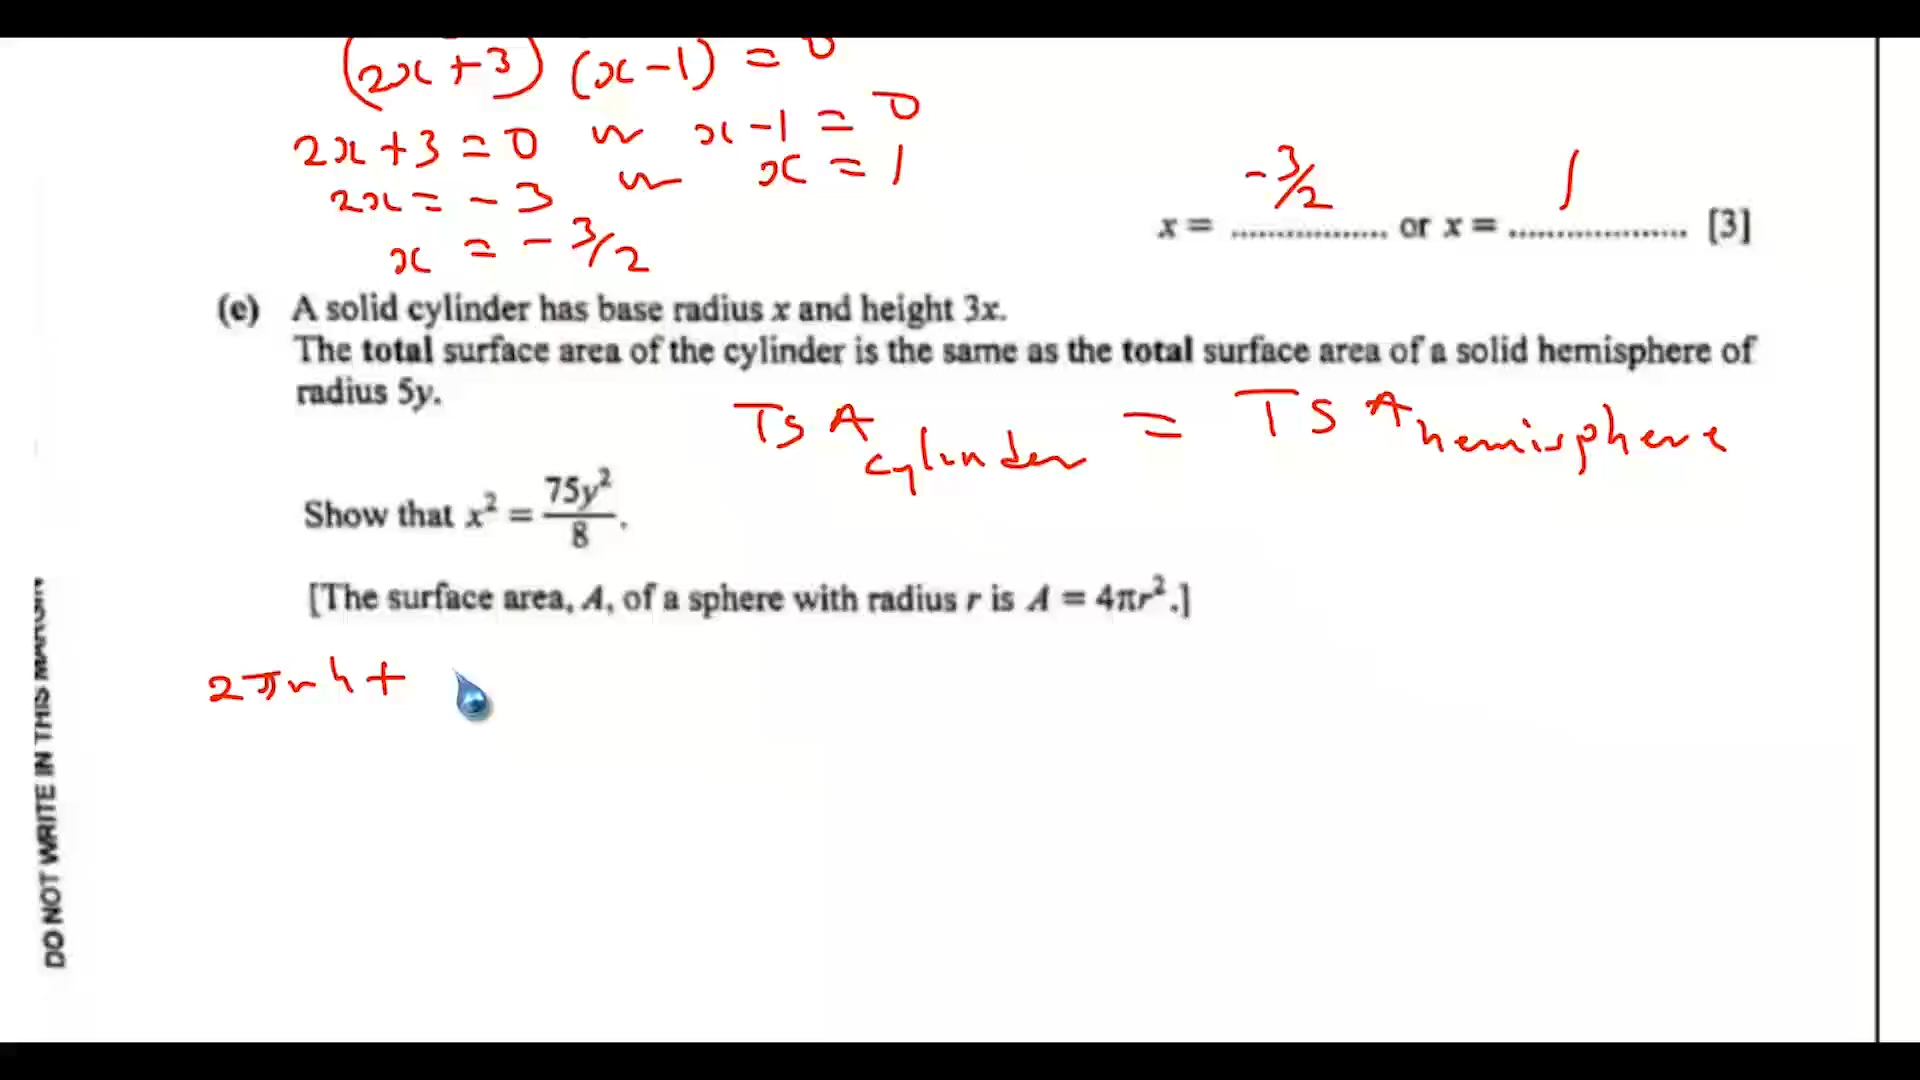 (2x+3) (x-1) = 0
2x+3 = 0 or x-1 = 0
2x = -3 or x = 1
x = -3/2
-3/2 1
x = .................. or x = .................... [3]
(e) A solid cylinder has base radius x and height 3x.
The total surface area of the cylinder is the same as the total surface area of a solid hemisphere of
radius 5y.
TSA cylinder = TSA hemisphere
Show that x² = 75y²/8.
[The surface area, A, of a sphere with radius r is A = 4πr².]
2πrh +
DO NOT WRITE IN THIS MARGIN